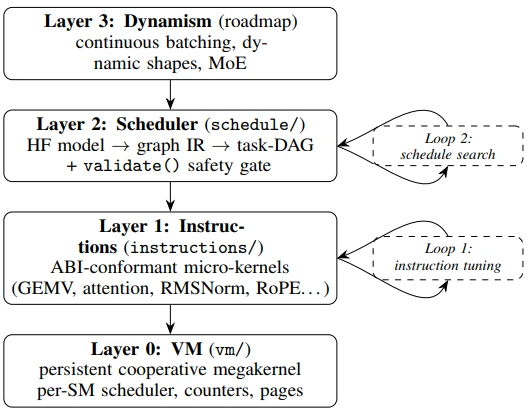 Layer 3: Dynamism (roadmap)
continuous batching, dy-
namic shapes, MoE
Layer 2: Scheduler (schedule/)
HF model → graph IR → task-DAG
+ validate() safety gate
Loop 2:
schedule search
Layer 1: Instruc-
tions (instructions/)
ABI-conformant micro-kernels
(GEMV, attention, RMSNorm, RoPE...)
Loop 1:
instruction tuning
Layer 0: VM (vm/)
persistent cooperative megakernel
per-SM scheduler, counters, pages